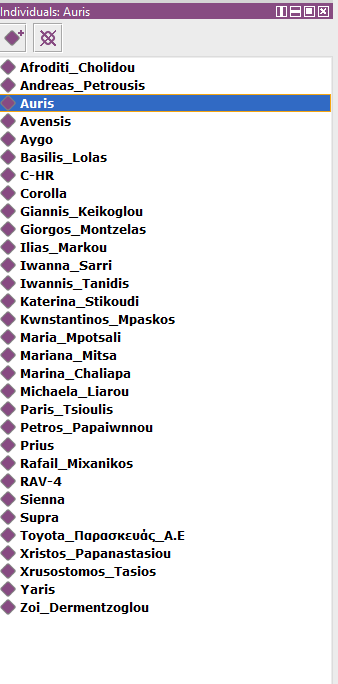 Individuals: Auris
Afroditi_Cholidou
Andreas_Petrousis
Auris
Avensis
Aygo
Basilis_Lolas
C-HR
Corolla
Giannis_Keikoglou
Giorgos_Montzelas
Ilias_Markou
Iwanna_Sarri
Iwannis_Tanidis
Katerina_Stikoudi
Kwnstantinos_Mpaskos
Maria_Mpotsali
Mariana_Mitsa
Marina_Chaliapa
Michaela_Liarou
Paris_Tsioulis
Petros_Papaiwnnou
Prius
Rafail_Mixanikos
RAV-4
Sienna
Supra
Toyota_Παρασκευάς_Α.Ε
Xristos_Papanastasiou
Xrusostomos_Tasios
Yaris
Zoi_Dermentzoglou